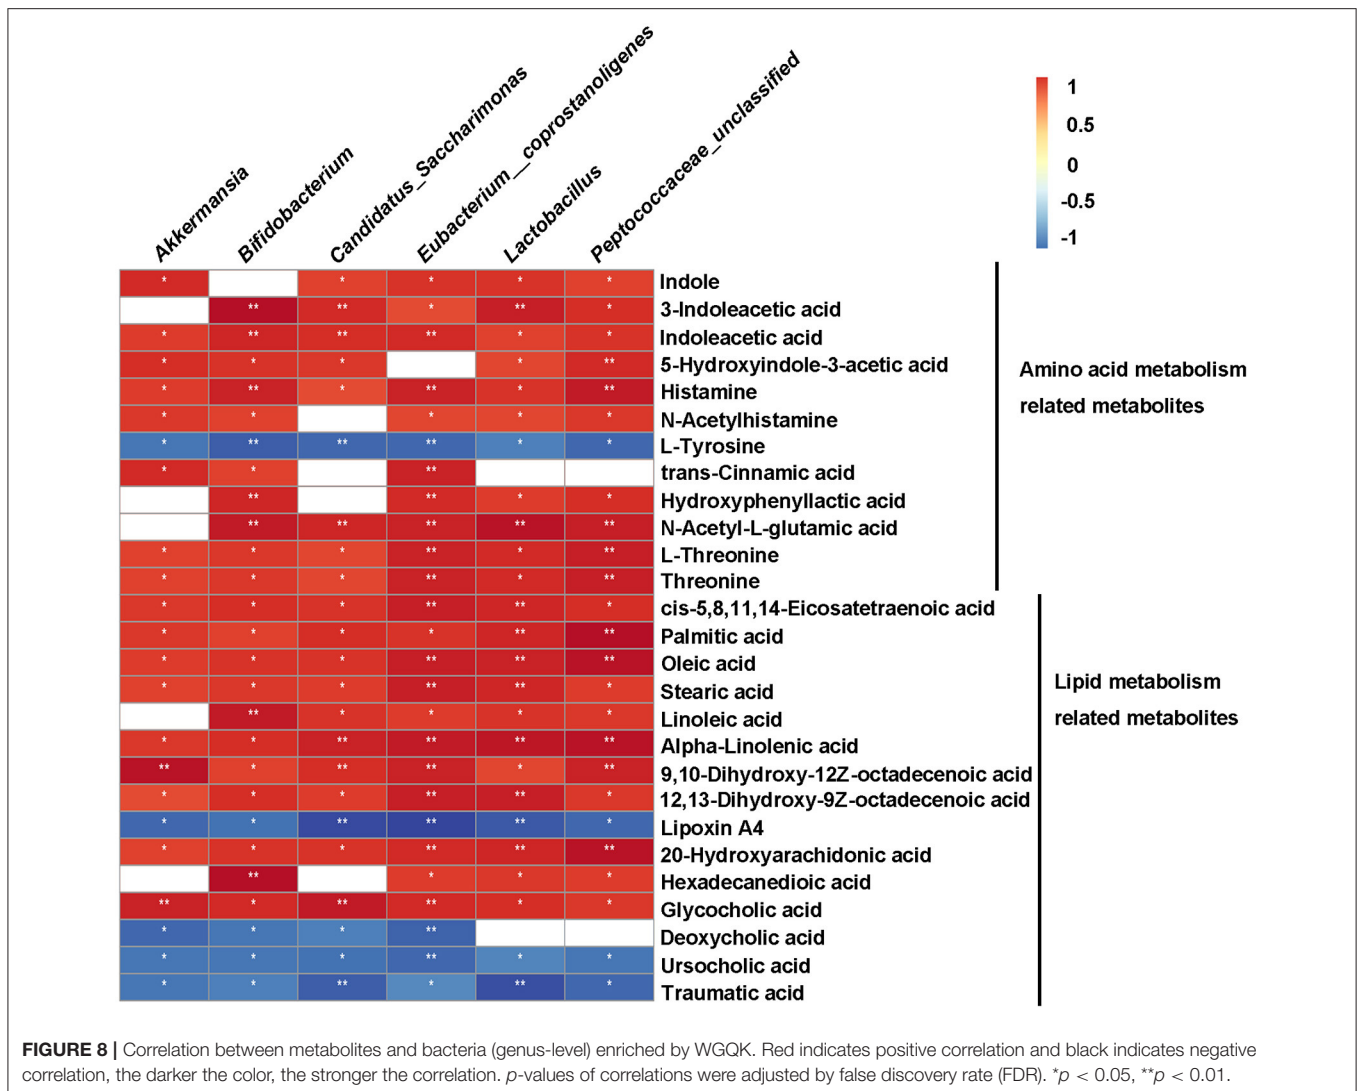 Akkermansia
Bifidobacterium
Candidatus_Saccharimonas
Eubacterium__coprostanoligenes
Lactobacillus
Peptococcaceae_unclassified
1
0.5
0
-0.5
-1
* * * * * Indole
** ** * ** * 3-Indoleacetic acid
* ** ** ** * * Indoleacetic acid
* * * * ** 5-Hydroxyindole-3-acetic acid
* ** * ** * ** Histamine
* * * * * N-Acetylhistamine
* ** ** ** * * L-Tyrosine
* * ** trans-Cinnamic acid
** ** * * Hydroxyphenyllactic acid
** ** ** ** ** N-Acetyl-L-glutamic acid
* * * ** * ** L-Threonine
* * * ** * ** Threonine
Amino acid metabolism
related metabolites
* * * ** ** * cis-5,8,11,14-Eicosatetraenoic acid
* * * * ** ** Palmitic acid
* * * ** ** ** Oleic acid
* * * ** ** * Stearic acid
** * * * * Linoleic acid
* * ** ** ** ** Alpha-Linolenic acid
** * ** ** * ** 9,10-Dihydroxy-12Z-octadecenoic acid
* * * ** ** * 12,13-Dihydroxy-9Z-octadecenoic acid
* * ** ** ** * Lipoxin A4
* * * ** ** ** 20-Hydroxyarachidonic acid
** * * * Hexadecanedioic acid
** * ** ** * * Glycocholic acid
* * * ** Deoxycholic acid
* * * ** * * Ursocholic acid
* * ** * ** * Traumatic acid
Lipid metabolism
related metabolites
FIGURE 8 | Correlation between metabolites and bacteria (genus-level) enriched by WGQK. Red indicates positive correlation and black indicates negative
correlation, the darker the color, the stronger the correlation. p-values of correlations were adjusted by false discovery rate (FDR). *p < 0.05, **p < 0.01.